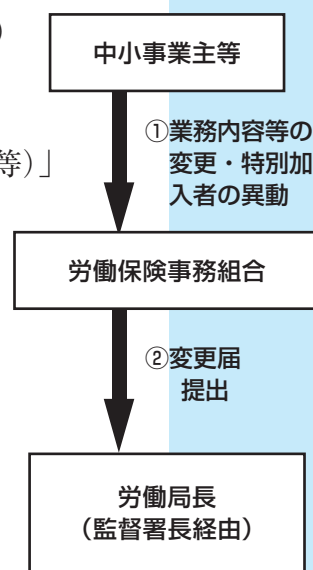 )
中小事業主等
等)」
①業務内容等の
変更・特別加
入者の異動
労働保険事務組合
②変更届
提出
労働局長
（監督署長経由）